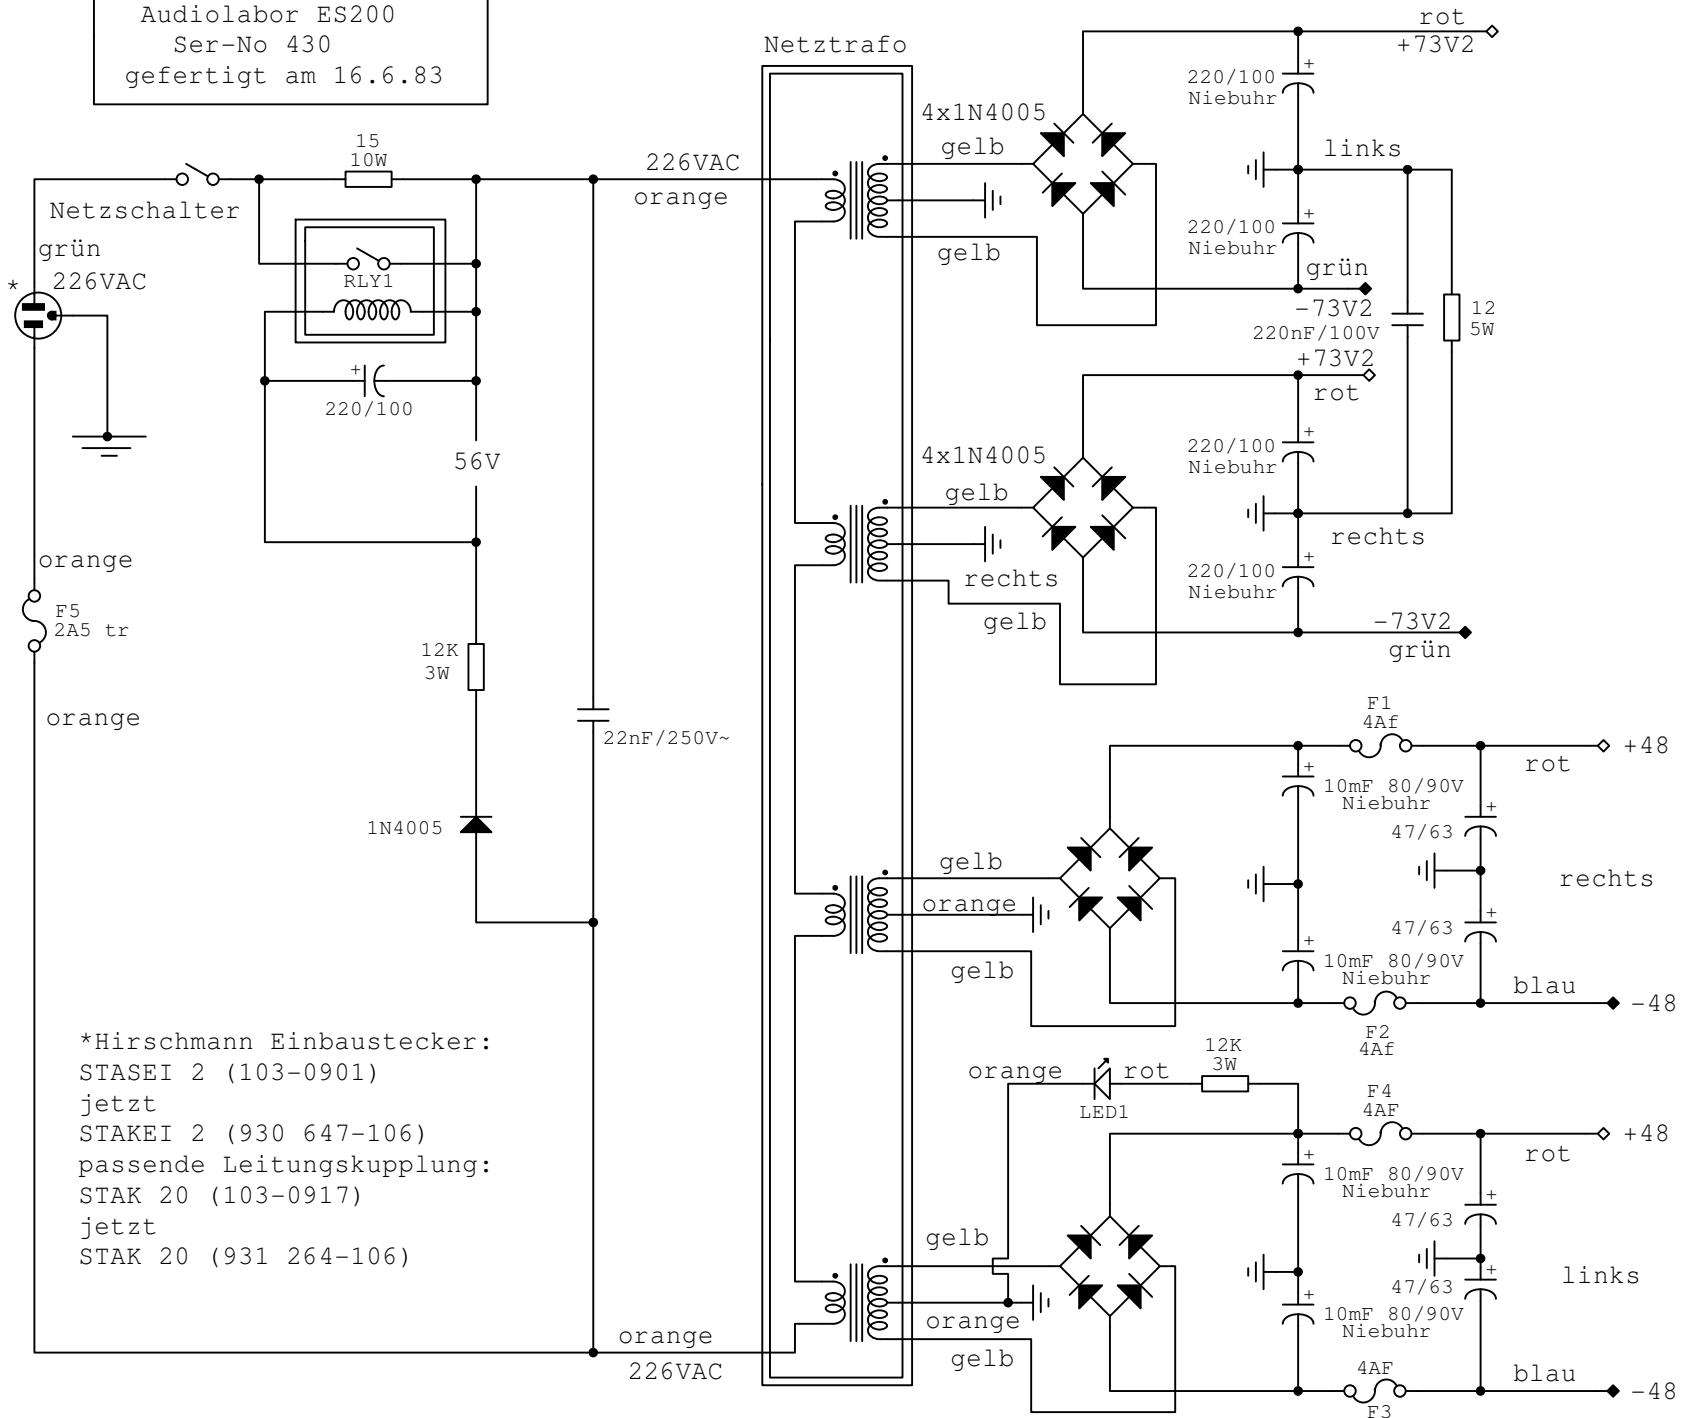 Audiolabor ES200
Ser-No 430
gefertigt am 16.6.83
Netztrafo
rot
+73V2
220/100
Niebuhr
4x1N4005
gelb
links
15
10W
226VAC
orange
Netzschalter
grün
* 226VAC
RLY1
220/100
56V
gelb
220/100
Niebuhr
grün
-73V2
220nF/100V
12
5W
+73V2
rot
4x1N4005
gelb
220/100
Niebuhr
rechts
rechts
gelb
220/100
Niebuhr
-73V2
grün
orange
F5
2A5 tr
12K
3W
orange
22nF/250V~
1N4005
F1
4Af
+48
rot
10mF 80/90V
Niebuhr
47/63
gelb
orange
gelb
rechts
47/63
10mF 80/90V
Niebuhr
blau
-48
F2
4Af
*Hirschmann Einbaustecker:
STASEI 2 (103-0901)
jetzt
STAKEI 2 (930 647-106)
passende Leitungskupplung:
STAK 20 (103-0917)
jetzt
STAK 20 (931 264-106)
orange
LED1
rot
12K
3W
F4
4AF
+48
rot
10mF 80/90V
Niebuhr
47/63
gelb
orange
gelb
links
47/63
10mF 80/90V
Niebuhr
orange
226VAC
4AF
F3
blau
-48